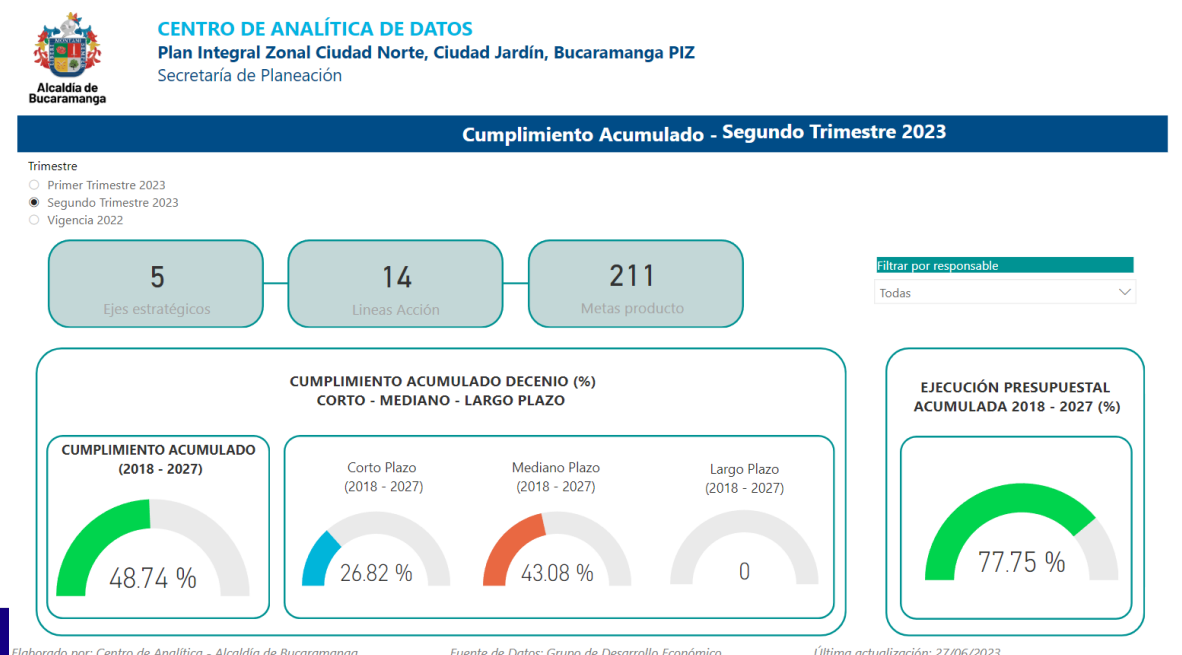 CENTRO DE ANALÍTICA DE DATOS
Plan Integral Zonal Ciudad Norte, Ciudad Jardín, Bucaramanga PIZ
Secretaría de Planeación
Alcaldía de
Bucaramanga
Cumplimiento Acumulado - Segundo Trimestre 2023
Trimestre
Primer Trimestre 2023
Segundo Trimestre 2023
Vigencia 2022
5
Ejes estratégicos
14
Lineas Acción
211
Metas producto
Filtrar por responsable
Todas
CUMPLIMIENTO ACUMULADO DECENIO (%)
CORTO - MEDIANO - LARGO PLAZO
CUMPLIMIENTO ACUMULADO
(2018 - 2027)
48.74 %
Corto Plazo
(2018 - 2027)
26.82 %
Mediano Plazo
(2018 - 2027)
43.08 %
Largo Plazo
(2018 - 2027)
0
EJECUCIÓN PRESUPUESTAL
ACUMULADA 2018 - 2027 (%)
77.75 %
Elaborado por: Centro de Analítica - Alcaldía de Bucaramanga
Fuente de Datos: Grupo de Desarrollo Económico
Última actualización: 27/06/2023